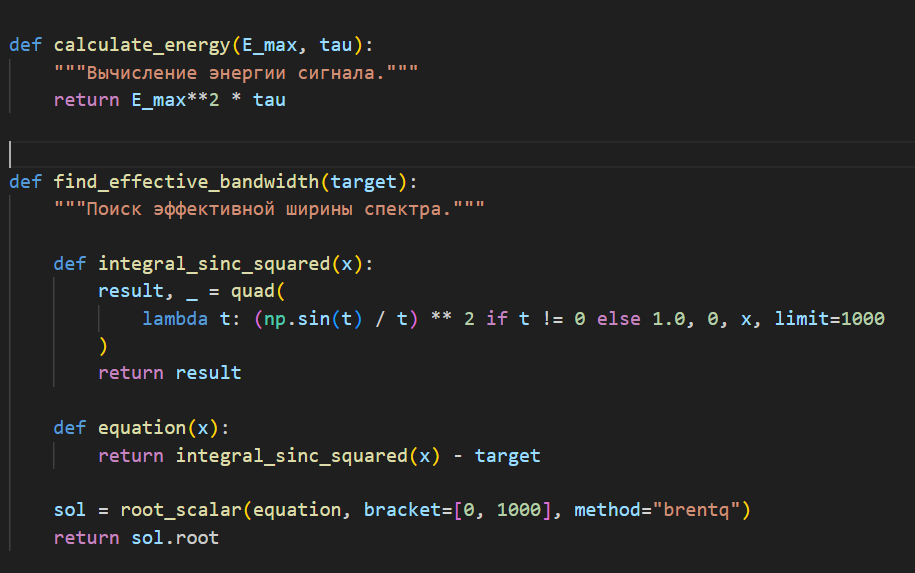 def calculate_energy(E_max, tau):
    """Вычисление энергии сигнала."""
    return E_max**2 * tau
def find_effective_bandwidth(target):
    """Поиск эффективной ширины спектра."""
    def integral_sinc_squared(x):
        result, _ = quad(
            lambda t: (np.sin(t) / t) ** 2 if t != 0 else 1.0, 0, x, limit=1000
        )
        return result
    def equation(x):
        return integral_sinc_squared(x) - target
    sol = root_scalar(equation, bracket=[0, 1000], method="brentq")
    return sol.root